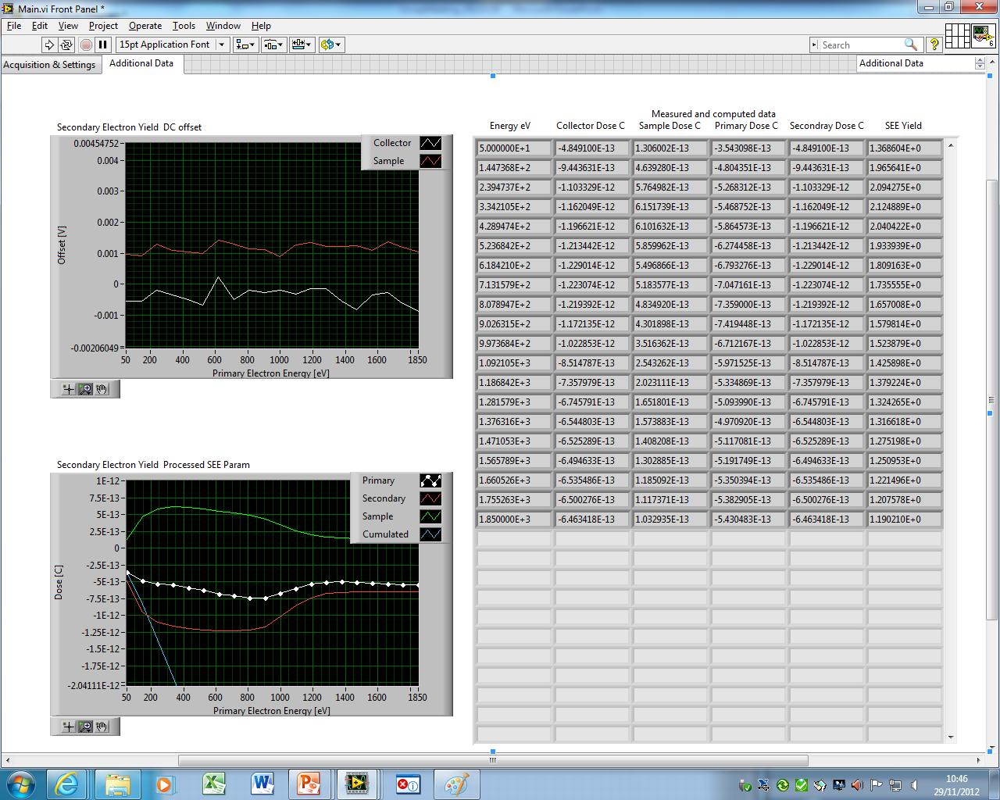 Main.vi Front Panel *
File Edit View Project Operate Tools Window Help
15pt Application Font
Search
6
Acquisition & Settings Additional Data
Additional Data
Secondary Electron Yield DC offset
Collector
Sample
0.00454752
0.004
0.003
0.002
0.001
0
-0.001
-0.00206049
Offset [V]
50 200 400 600 800 1000 1200 1400 1600 1850
Primary Electron Energy [eV]
Secondary Electron Yield Processed SEE Param
Primary
Secondary
Sample
Cumulated
1E-12
7.5E-13
5E-13
2.5E-13
0
-2.5E-13
-5E-13
-7.5E-13
-1E-12
-1.25E-12
-1.5E-12
-1.75E-12
-2.04111E-12
Dose [C]
50 200 400 600 800 1000 1200 1400 1600 1850
Primary Electron Energy [eV]
Measured and computed data
Energy eV Collector Dose C Sample Dose C Primary Dose C Secondray Dose C SEE Yield
5.000000E+1 -4.849100E-13 1.306002E-13 -3.543098E-13 -4.849100E-13 1.368604E+0
1.447368E+2 -9.443631E-13 4.639280E-13 -4.804351E-13 -9.443631E-13 1.965641E+0
2.394737E+2 -1.103329E-12 5.764982E-13 -5.268312E-13 -1.103329E-12 2.094275E+0
3.342105E+2 -1.162049E-12 6.151739E-13 -5.468752E-13 -1.162049E-12 2.124889E+0
4.289474E+2 -1.196621E-12 6.101632E-13 -5.864573E-13 -1.196621E-12 2.040422E+0
5.236842E+2 -1.213442E-12 5.859962E-13 -6.274458E-13 -1.213442E-12 1.933939E+0
6.184210E+2 -1.229014E-12 5.496866E-13 -6.793276E-13 -1.229014E-12 1.809163E+0
7.131579E+2 -1.223074E-12 5.183577E-13 -7.047161E-13 -1.223074E-12 1.735555E+0
8.078947E+2 -1.219392E-12 4.834920E-13 -7.359000E-13 -1.219392E-12 1.657008E+0
9.026315E+2 -1.172135E-12 4.301898E-13 -7.419448E-13 -1.172135E-12 1.579814E+0
9.973684E+2 -1.022853E-12 3.516362E-13 -6.712167E-13 -1.022853E-12 1.523879E+0
1.092105E+3 -8.514787E-13 2.543262E-13 -5.971525E-13 -8.514787E-13 1.425898E+0
1.186842E+3 -7.357979E-13 2.023111E-13 -5.334869E-13 -7.357979E-13 1.379224E+0
1.281579E+3 -6.745791E-13 1.651801E-13 -5.093990E-13 -6.745791E-13 1.324265E+0
1.376316E+3 -6.544803E-13 1.573883E-13 -4.970920E-13 -6.544803E-13 1.316618E+0
1.471053E+3 -6.525289E-13 1.408208E-13 -5.117081E-13 -6.525289E-13 1.275198E+0
1.565789E+3 -6.494633E-13 1.302885E-13 -5.191749E-13 -6.494633E-13 1.250953E+0
1.660526E+3 -6.535486E-13 1.185092E-13 -5.350394E-13 -6.535486E-13 1.221496E+0
1.755263E+3 -6.500276E-13 1.117371E-13 -5.382905E-13 -6.500276E-13 1.207578E+0
1.850000E+3 -6.463418E-13 1.032935E-13 -5.430483E-13 -6.463418E-13 1.190210E+0
10:46
29/11/2012